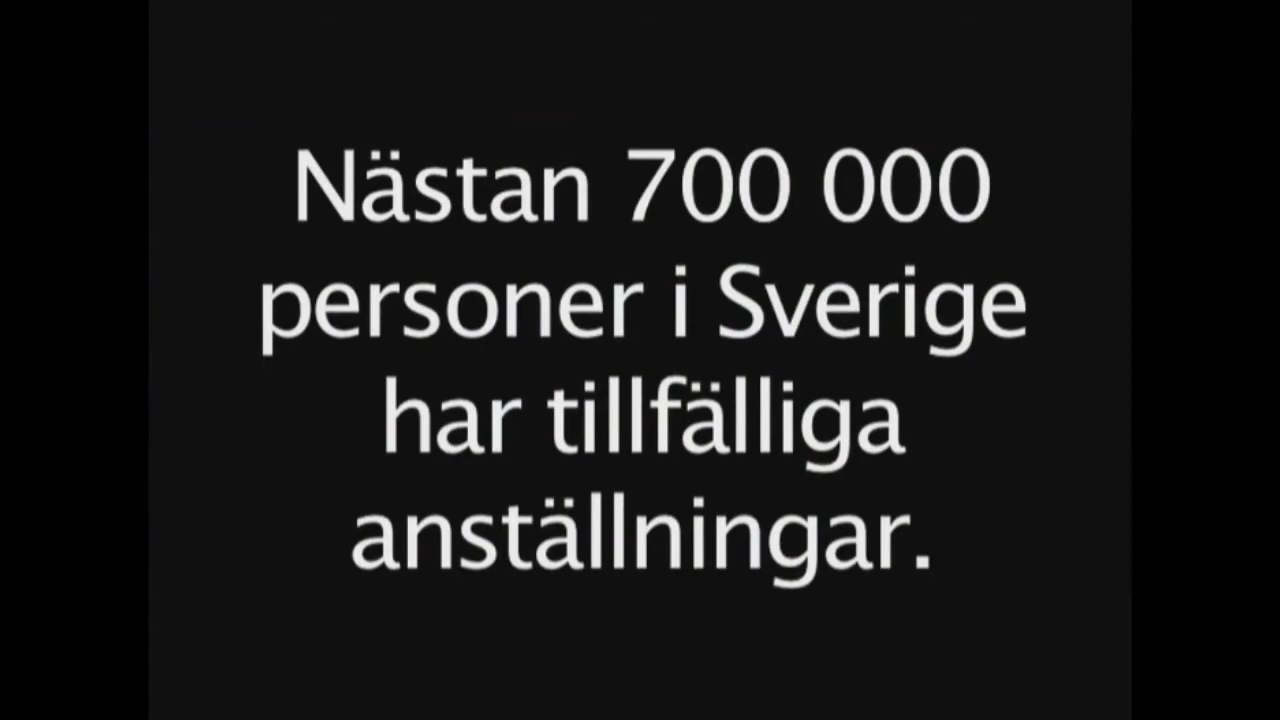 Nästan 700 000
personer i Sverige
har tillfälliga
anställningar.